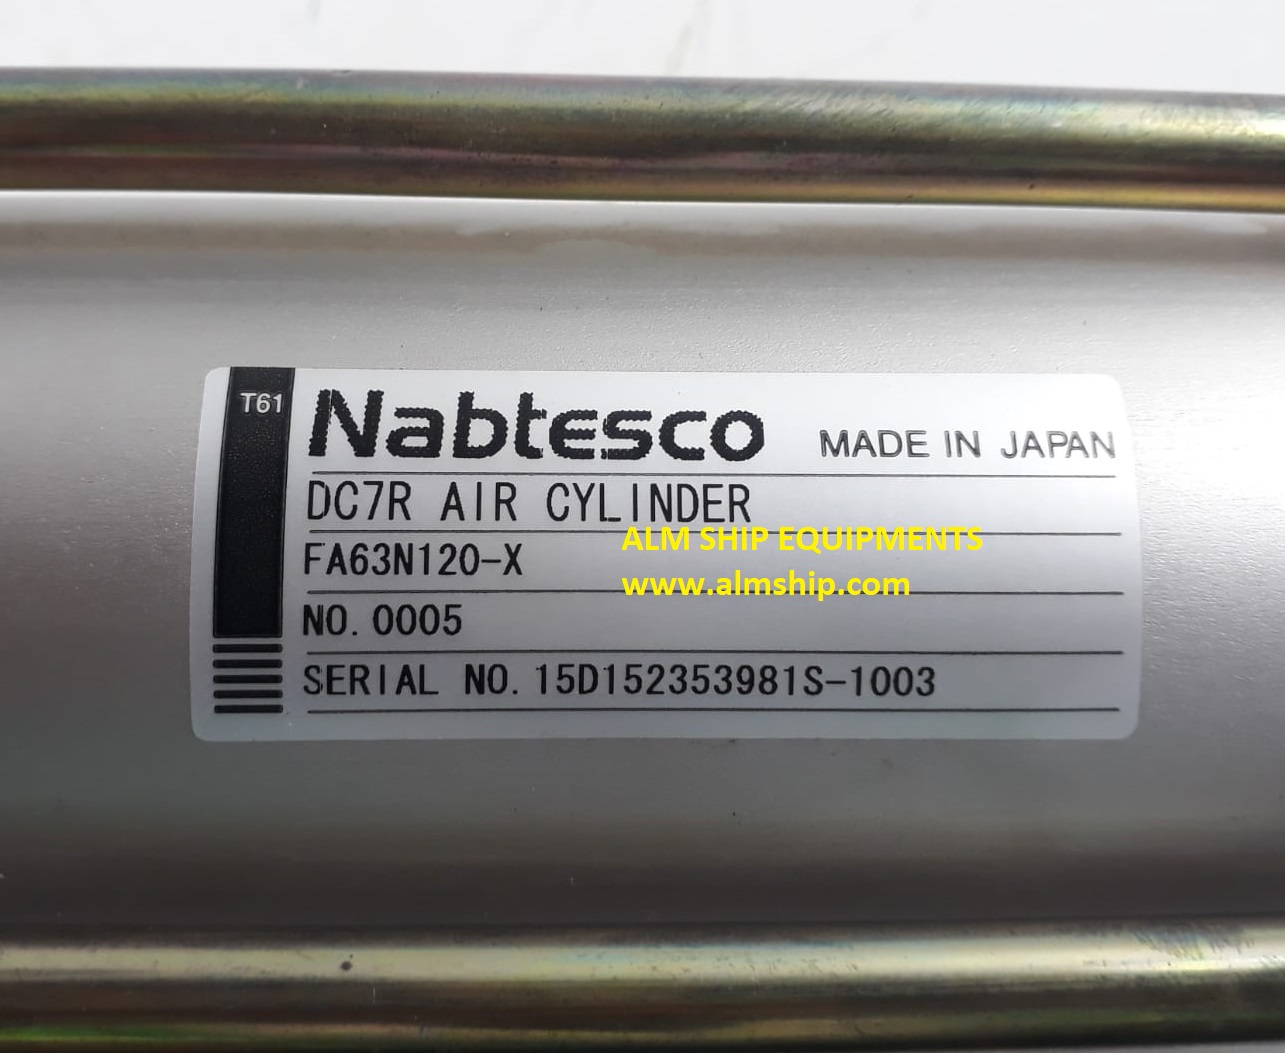 T61
Nabtesco MADE IN JAPAN
DC7R AIR CYLINDER
ALM SHIP EQUIPMENTS
FA63N120-X
www.almship.com
NO. 0005
SERIAL NO. 15D152353981S-1003